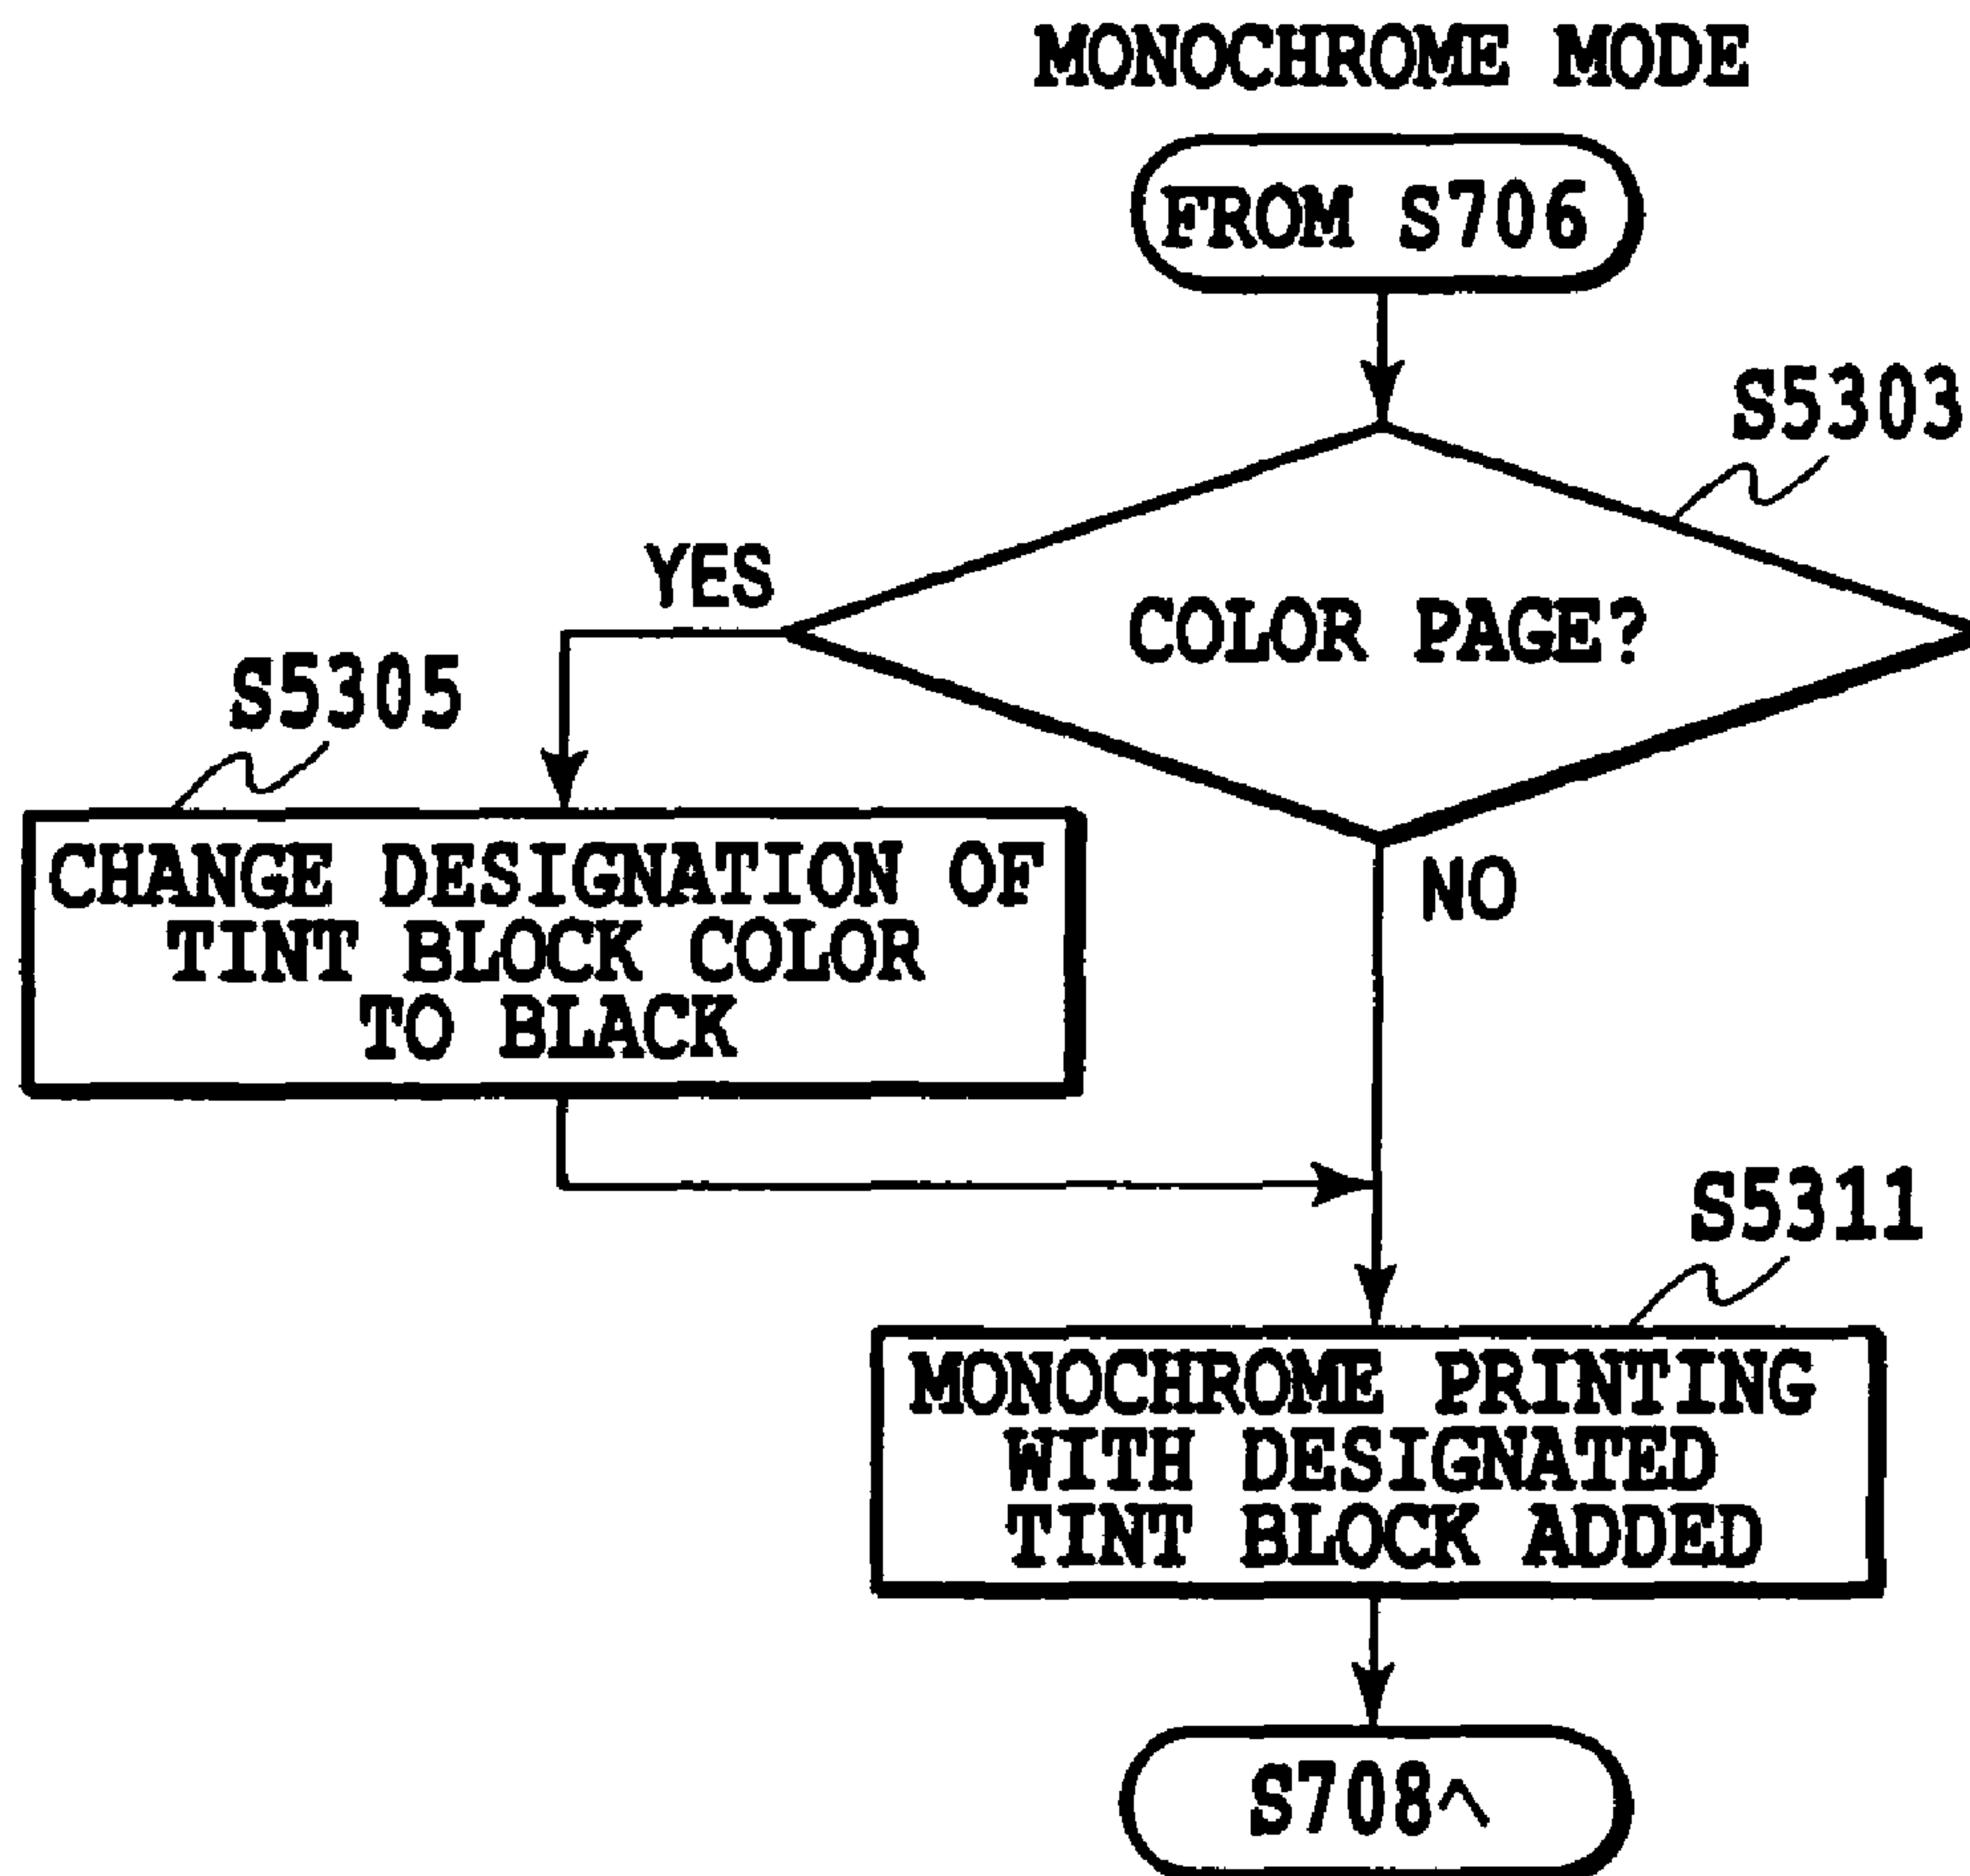 MONOCHROME MODE
FROM S706
S5303
COLOR PAGE?
YES
S5305
CHANGE DESIGNATION OF
TINT BLOCK COLOR
TO BLACK
NO
S5311
MONOCHROME PRINTING
WITH DESIGNATED
TINT BLOCK ADDED
S708へ